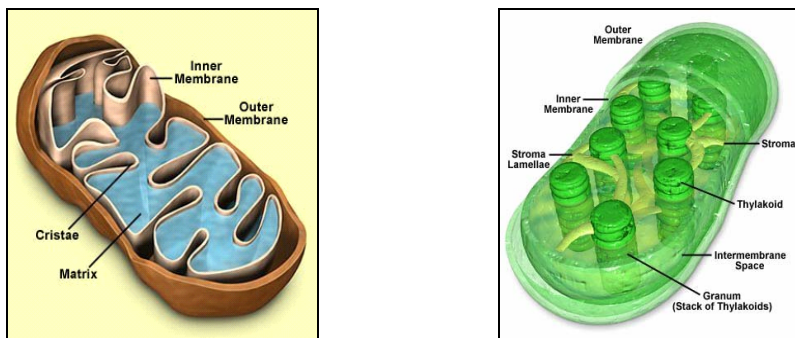 Inner
Membrane
Outer
Membrane
Cristae
Matrix
Outer
Membrane
Inner
Membrane
Stroma
Lamellae
Stroma
Thylakoid
Intermembrane
Space
Granum
(Stack of Thylakoids)